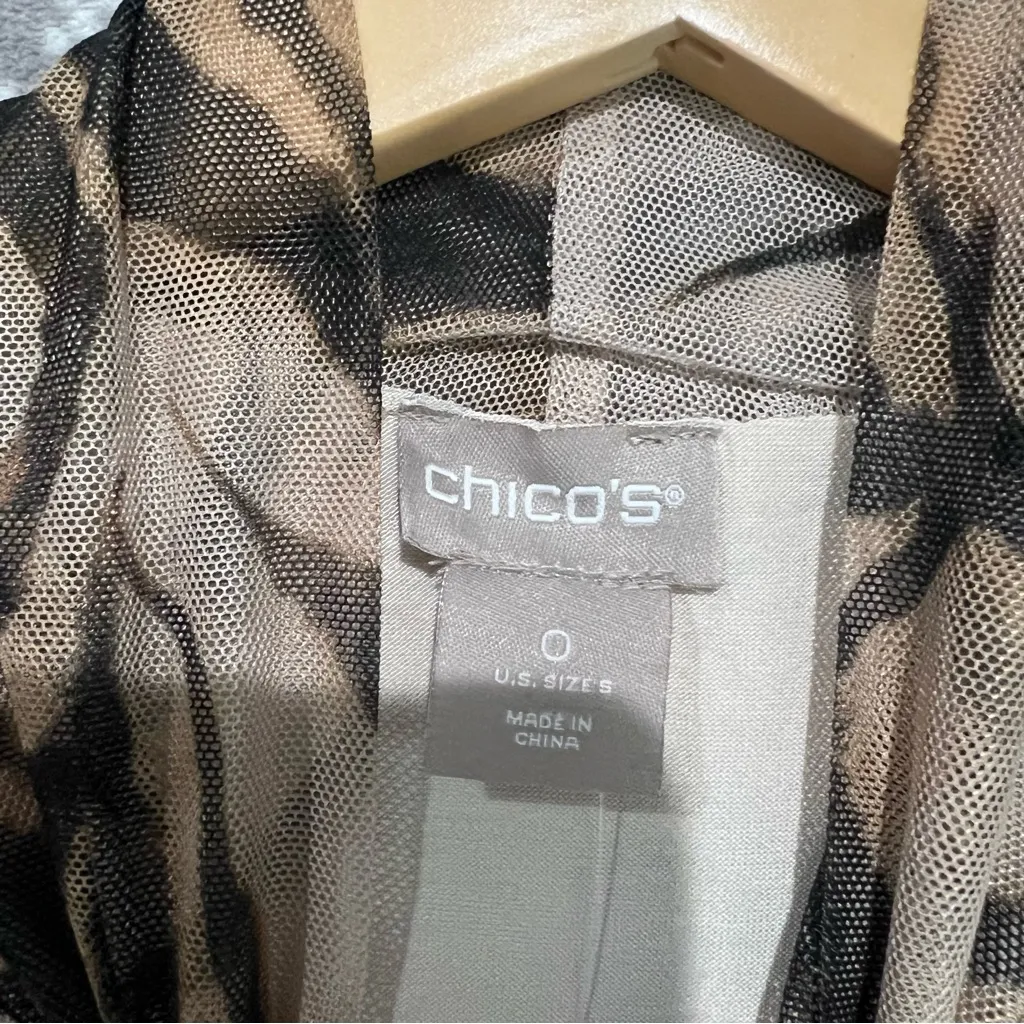 chico's®
0
U.S. SIZE S
MADE IN
CHINA